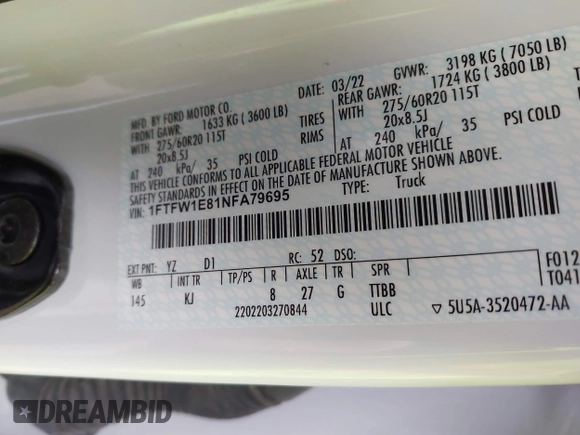 MFD. BY FORD MOTOR CO.
DATE: 03/22 GVWR: 3198 KG ( 7050 LB)
FRONT GAWR: 1633 KG ( 3600 LB)
REAR GAWR: 1724 KG ( 3800 LB)
WITH 275/60R20 115T TIRES WITH 275/60R20 115T
20x8.5J RIMS 20x8.5J
AT 240 kPa/ 35 PSI COLD AT 240 kPa/ 35 PSI COLD
THIS VEHICLE CONFORMS TO ALL APPLICABLE FEDERAL MOTOR VEHICLE
SAFETY STANDARDS IN EFFECT ON THE DATE OF MANUFACTURE SHOWN ABOVE.
VIN: 1FTFW1E81NFA79695
TYPE: Truck
EXT PNT: YZ D1 RC: 52 DSO:
WB TP/PS R AXLE TR SPR
145 KJ 8 27 G TTBB
2202203270844 ULC ▽ 5U5A-3520472-AA
F012
T041
DREAMBID